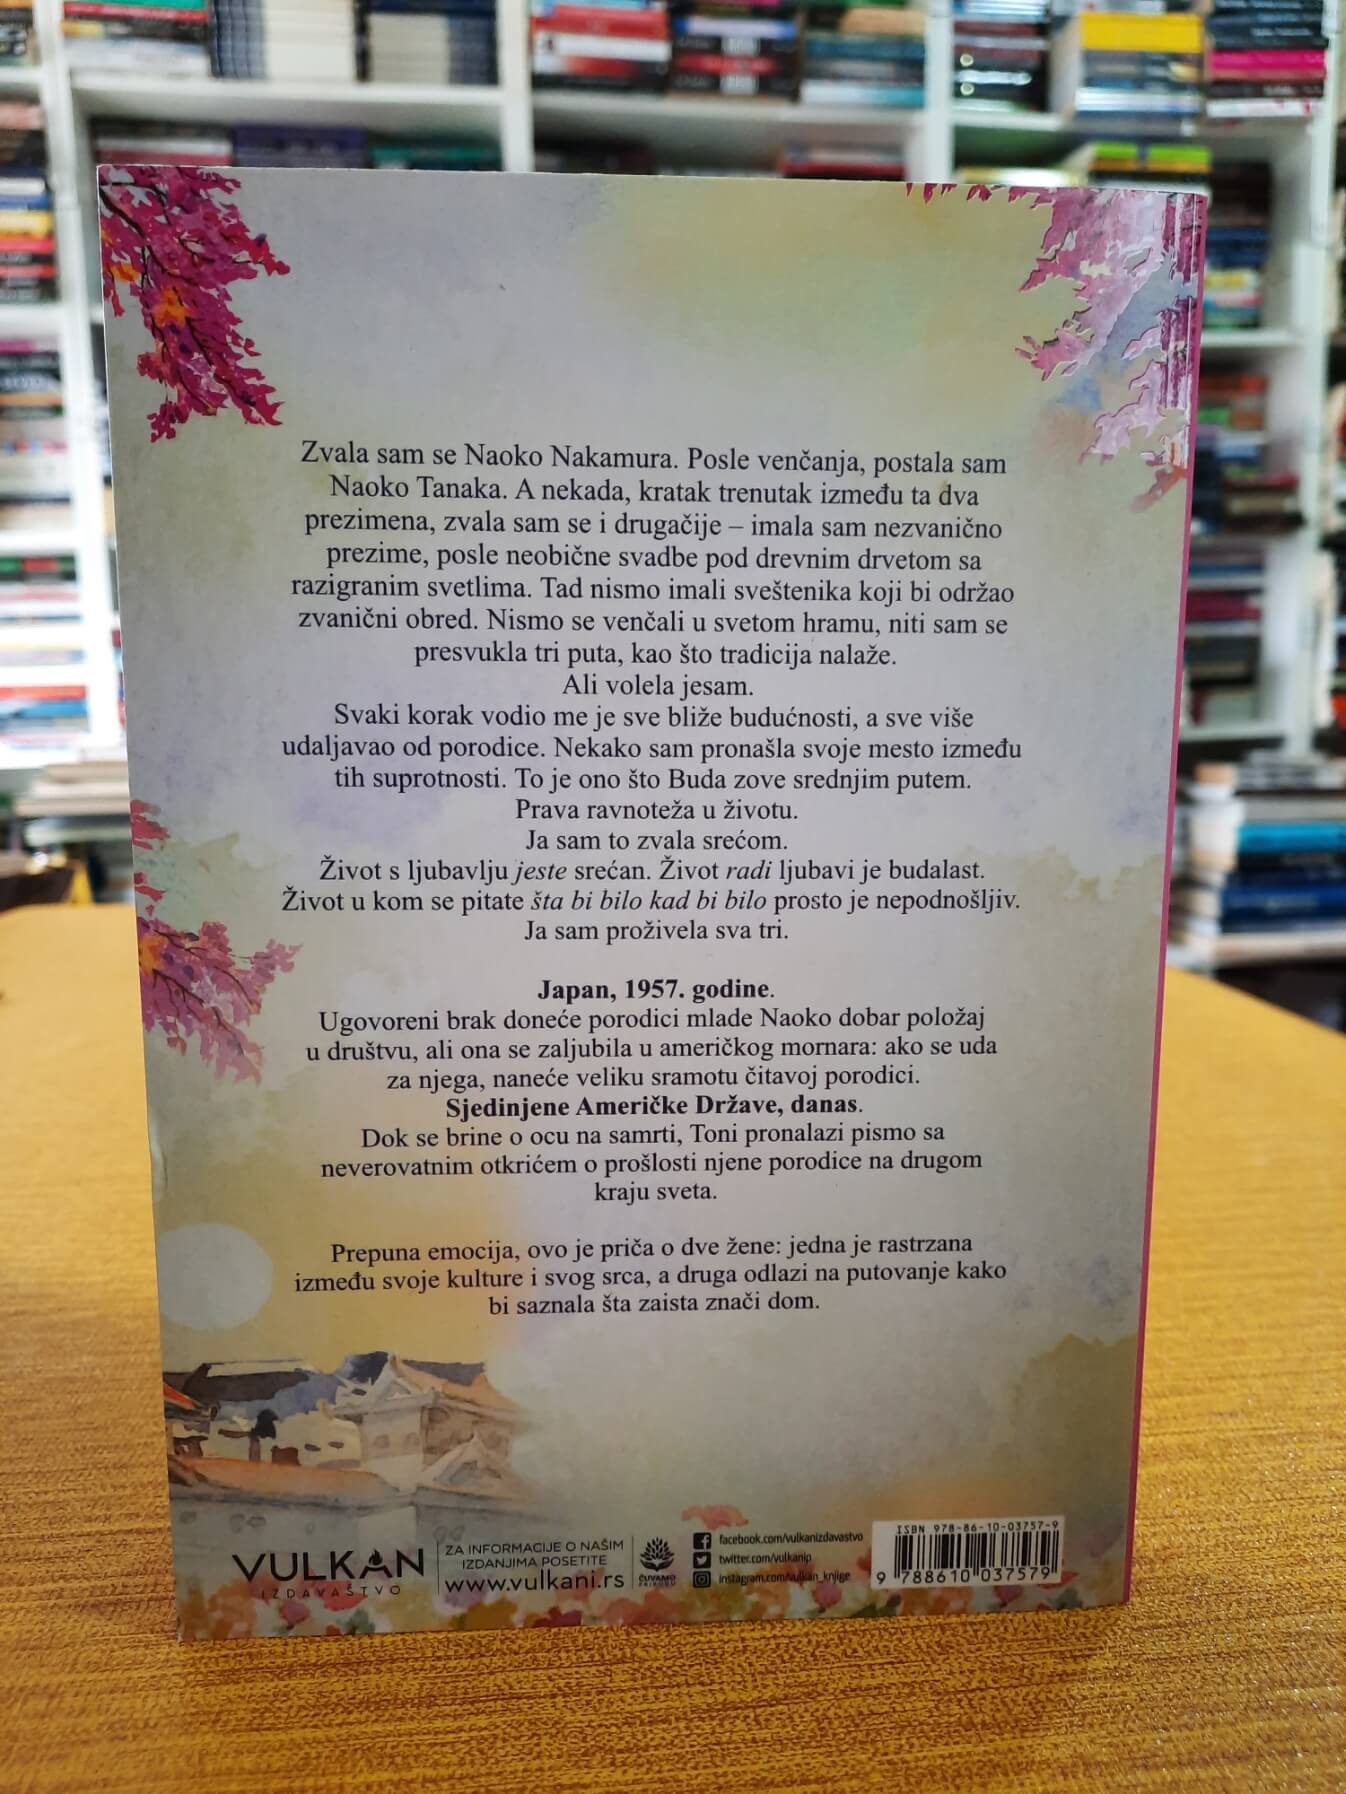 Zvala sam se Naoko Nakamura. Posle venčanja, postala sam
Naoko Tanaka. A nekada, kratak trenutak između ta dva
prezimena, zvala sam se i drugačije – imala sam nezvanično
prezime, posle neobične svadbe pod drevnim drvetom sa
razigranim svetlima. Tad nismo imali sveštenika koji bi održao
zvanični obred. Nismo se venčali u svetom hramu, niti sam se
presvukla tri puta, kao što tradicija nalaže.
Ali volela jesam.
Svaki korak vodio me je sve bliže budućnosti, a sve više
udaljavao od porodice. Nekako sam pronašla svoje mesto između
tih suprotnosti. To je ono što Buda zove srednjim putem.
Prava ravnoteža u životu.
Ja sam to zvala srećom.
Život s ljubavlju jeste srećan. Život radi ljubavi je budalast.
Život u kom se pitate šta bi bilo kad bi bilo prosto je nepodnošljiv.
Ja sam proživela sva tri.
Japan, 1957. godine.
Ugovoreni brak doneće porodici mlade Naoko dobar položaj
u društvu, ali ona se zaljubila u američkog mornara: ako se uda
za njega, naneće veliku sramotu čitavoj porodici.
Sjedinjene Američke Države, danas.
Dok se brine o ocu na samrti, Toni pronalazi pismo sa
neverovatnim otkrićem o prošlosti njene porodice na drugom
kraju sveta.
Prepuna emocija, ovo je priča o dve žene: jedna je rastrzana
između svoje kulture i svog srca, a druga odlazi na putovanje kako
bi saznala šta zaista znači dom.
VULKAN
IZDAVAŠTVO
ZA INFORMACIJE O NAŠIM
IZDANJIMA POSETITE
www.vulkani.rs
ČUVAMO
PRIRODU
facebook.com/vulkanizdavastvo
twitter.com/vulkanip
instagram.com/vulkan_knjige
ISBN 978-86-10-03757-9
9 788610 037579